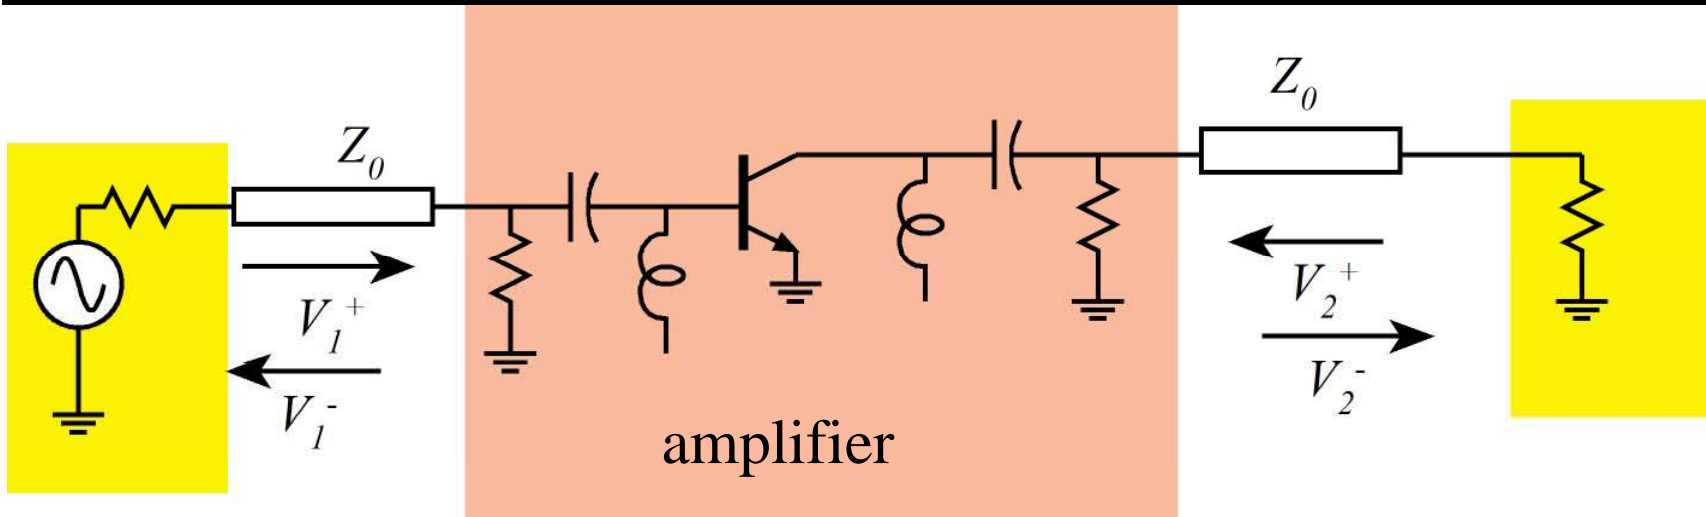 Z0
V1+
V1-
amplifier
Z0
V2+
V2-